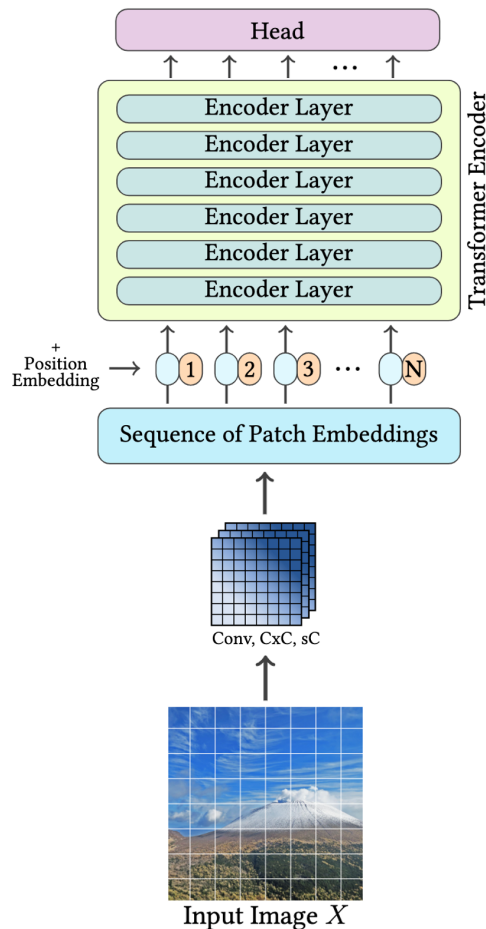 Head
...
Encoder Layer
Encoder Layer
Encoder Layer
Encoder Layer
Encoder Layer
Encoder Layer
Transformer Encoder
+
Position
Embedding
1 2 3 ... N
Sequence of Patch Embeddings
Conv, CxC, sC
Input Image X